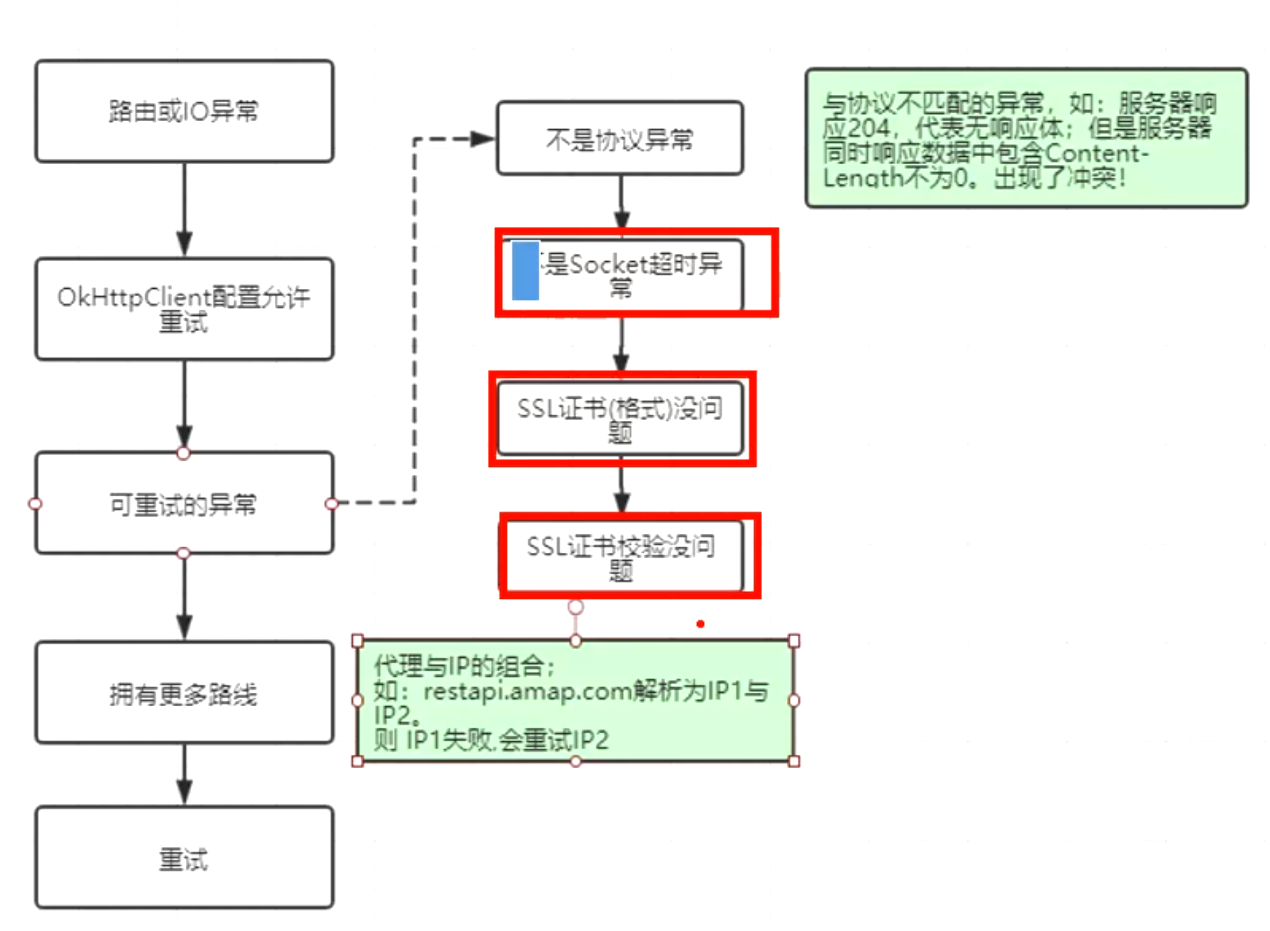 路由或IO异常
OkHttpClient配置允许
重试
可重试的异常
拥有更多路线
重试
不是协议异常
是Socket超时异
常
SSL证书(格式)没问
题
SSL证书校验没问
题
代理与IP的组合；
如：restapi.amap.com解析为IP1与
IP2。
则 IP1失败,会重试IP2
与协议不匹配的异常，如：服务器响
应204，代表无响应体；但是服务器
同时响应数据中包含Content-
Length不为0。出现了冲突！